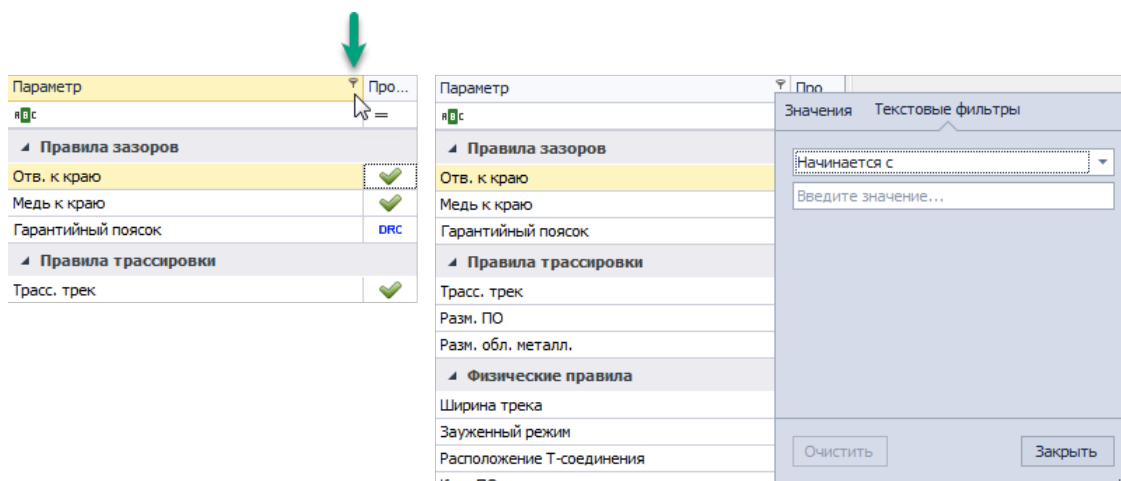 Параметр
Про...
ABC
=
Правила зазоров
Отв. к краю
Медь к краю
Гарантийный поясок
DRC
Правила трассировки
Трасс. трек
Параметр
Про
ABC
Правила зазоров
Отв. к краю
Медь к краю
Гарантийный поясок
Правила трассировки
Трасс. трек
Разм. ПО
Разм. обл. металл.
Физические правила
Ширина трека
Зауженный режим
Расположение Т-соединения
Значения
Текстовые фильтры
Начинается с
Введите значение...
Очистить
Закрыть